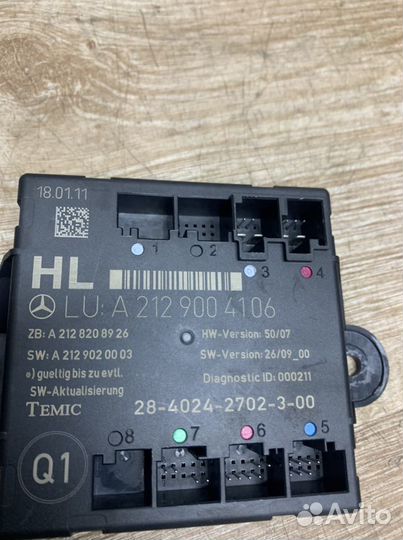 18.01.11
1
2
3
4
HL
LU: A 212 900 4106
ZB: A 212 820 89 26
HW-Version: 50/07
SW: A 212 902 00 03
SW-Version: 26/09_00
*) gueltig bis zu evtl.
Diagnostic ID: 000211
SW-Aktualisierung
TEMIC
28-4024-2702-3-00
8
7
6
5
Q1
Avito